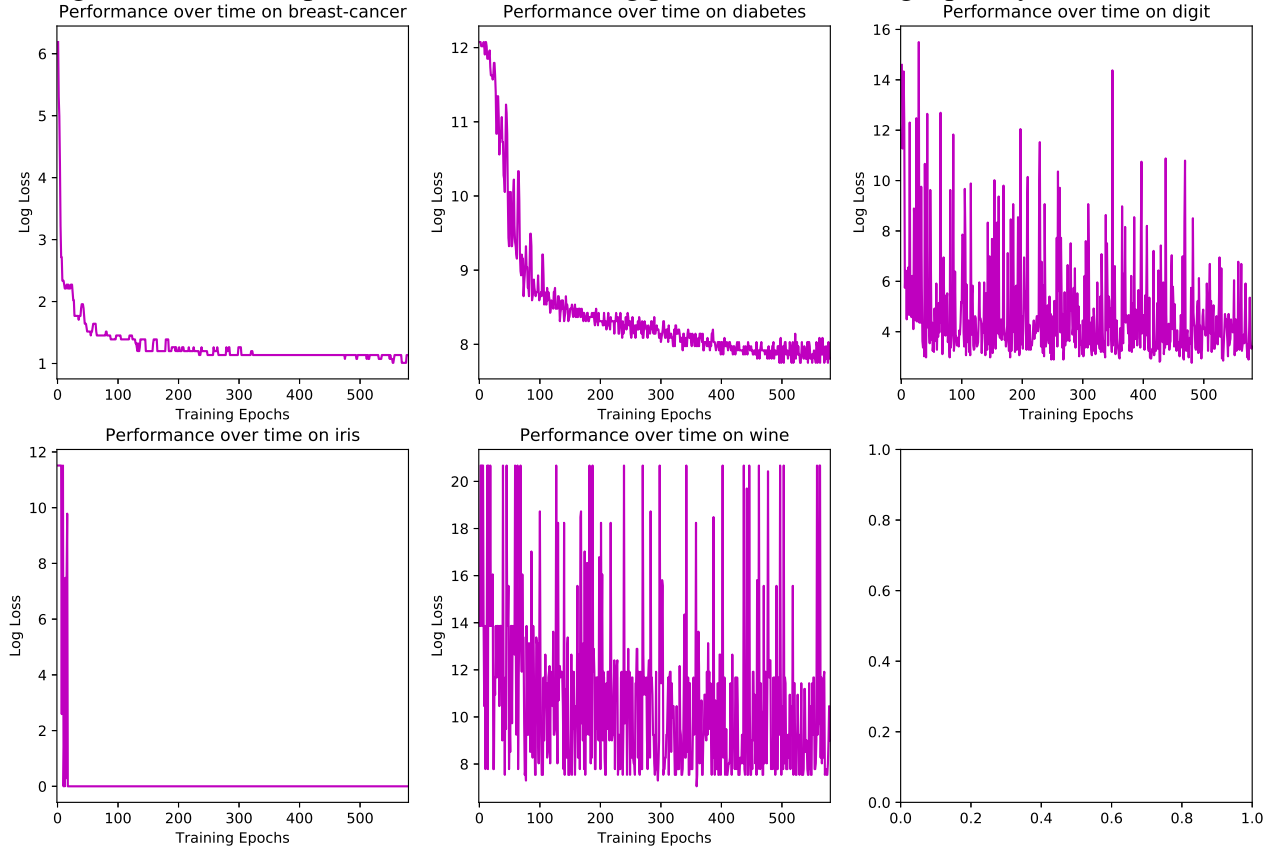 Performance over time on breast-cancer
6
5
4
3
2
1
Log Loss
0 100 200 300 400 500
Training Epochs
Performance over time on diabetes
12
11
10
9
8
Log Loss
0 100 200 300 400 500
Training Epochs
Performance over time on digit
16
14
12
10
8
6
4
Log Loss
0 100 200 300 400 500
Training Epochs
Performance over time on iris
12
10
8
6
4
2
0
Log Loss
0 100 200 300 400 500
Training Epochs
Performance over time on wine
20
18
16
14
12
10
8
Log Loss
0 100 200 300 400 500
Training Epochs
1.0
0.8
0.6
0.4
0.2
0.0
0.0 0.2 0.4 0.6 0.8 1.0